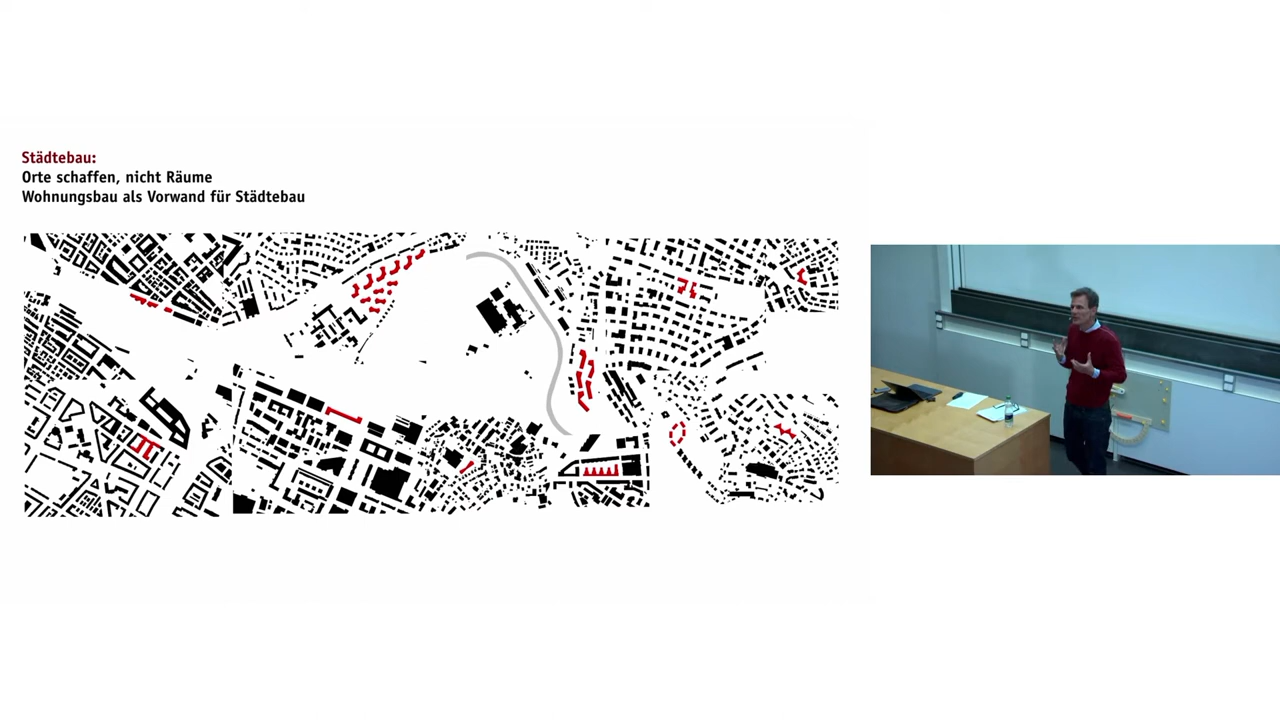 Städtebau:
Orte schaffen, nicht Räume
Wohnungsbau als Vorwand für Städtebau